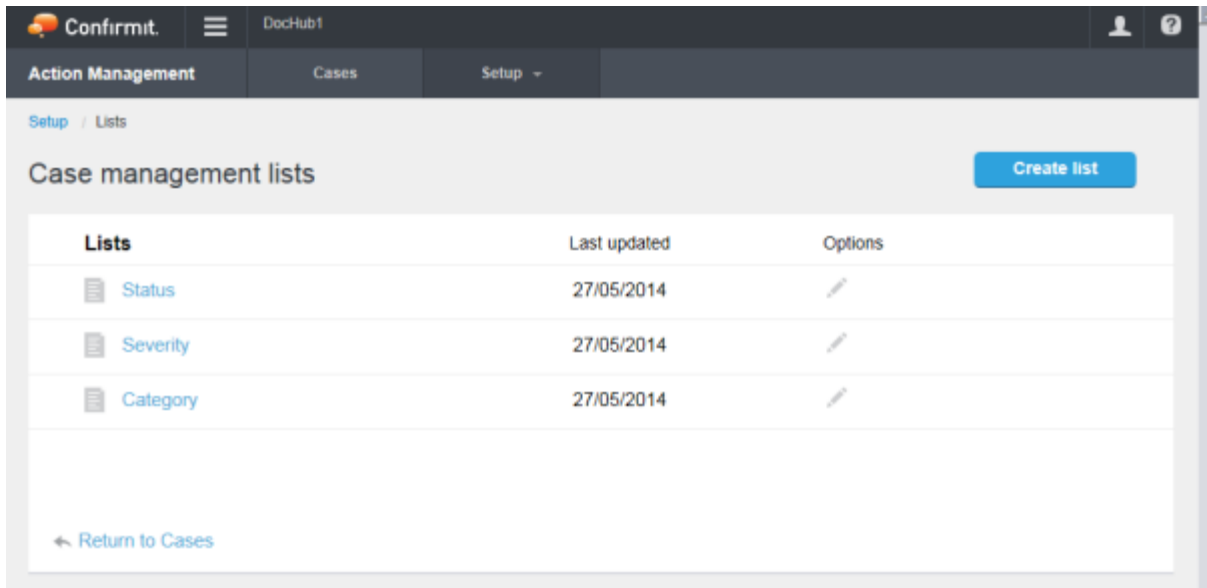 Confirmit. DocHub1
Action Management Cases Setup
Setup / Lists
Case management lists Create list
Lists Last updated Options
Status 27/05/2014
Severity 27/05/2014
Category 27/05/2014
Return to Cases